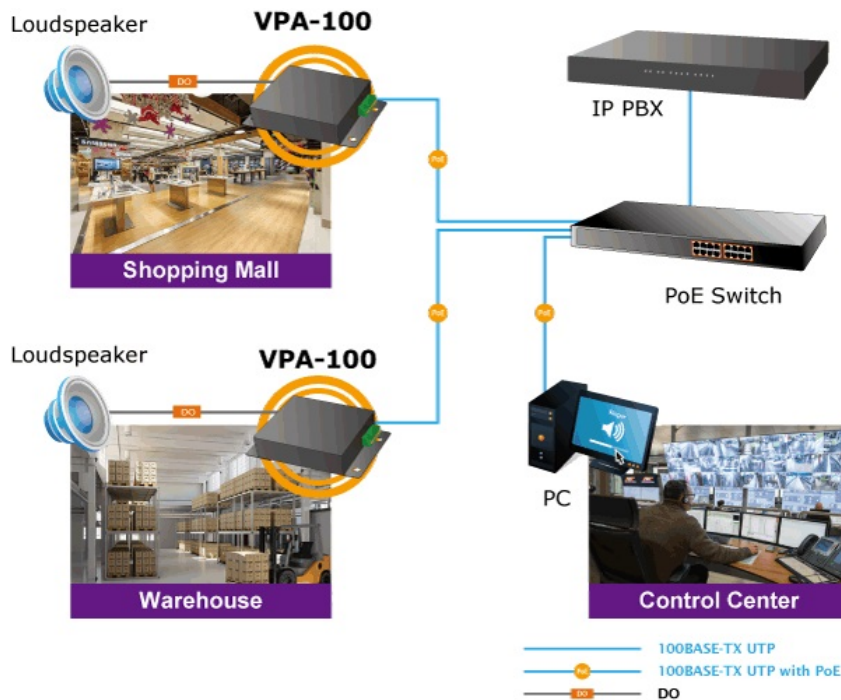 Loudspeaker
VPA-100
DO
PoE
IP PBX
Shopping Mall
PoE Switch
Loudspeaker
VPA-100
DO
PoE
PoE
PC
Warehouse
Control Center
100BASE-TX UTP
PoE
100BASE-TX UTP with PoE
DO
DO